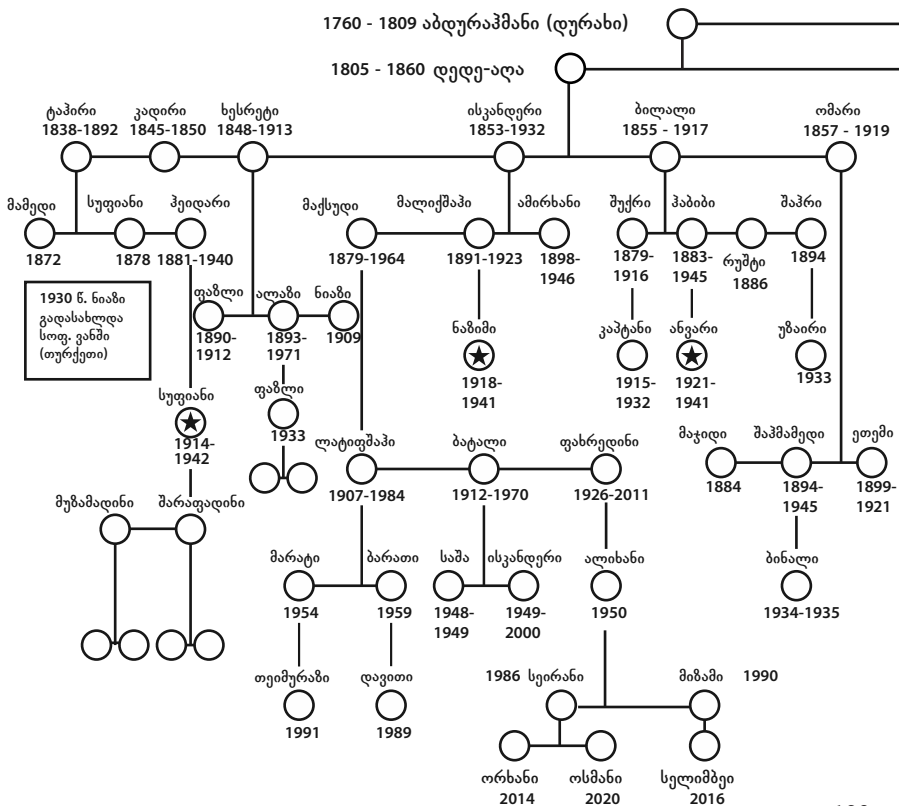 1760 - 1809 აბდურაჰმანი (დურახი)
1805 - 1860 დედე-აღა
ტაჰირი
1838-1892
კადირი
1845-1850
ხესრეტი
1848-1913
ისკანდერი
1853-1932
ბილალი
1855 - 1917
ომარი
1857 - 1919
მამედი
1872
სუფიანი
1878
ჰეიდარი
1881-1940
მაქსუდი
1879-1964
მალიქშაჰი
1891-1923
ამირხანი
1898-
1946
შუქრი
1879-
1916
ჰაბიბი
1883-
1945
რუშტი
1886
შაჰრი
1894
1930 წ. ნიაზი
გადასახლდა
სოფ. ვანში
(თურქეთი)
ფაზლი
1890-
1912
ალაზი
1893-
1971
ნიაზი
1909
ნაზიმი
1918-
1941
კაპტანი
1915-
1932
ანვარი
1921-
1941
უზაირი
1933
სუფიანი
1914-
1942
ფაზლი
1933
ლატიფშაჰი
1907-1984
ბატალი
1912-1970
ფახრედინი
1926-2011
მაჯიდი
1884
შაჰმამედი
1894-
1945
ეთემი
1899-
1921
მუზამადინი
შარაფადინი
მარატი
1954
ბარათი
1959
საშა
1948-
1949
ისკანდერი
1949-
2000
ალიხანი
1950
ბინალი
1934-1935
თეიმურაზი
1991
დავითი
1989
1986 სეირანი
მიზამი 1990
ორხანი
2014
ოსმანი
2020
სელიმბეი
2016